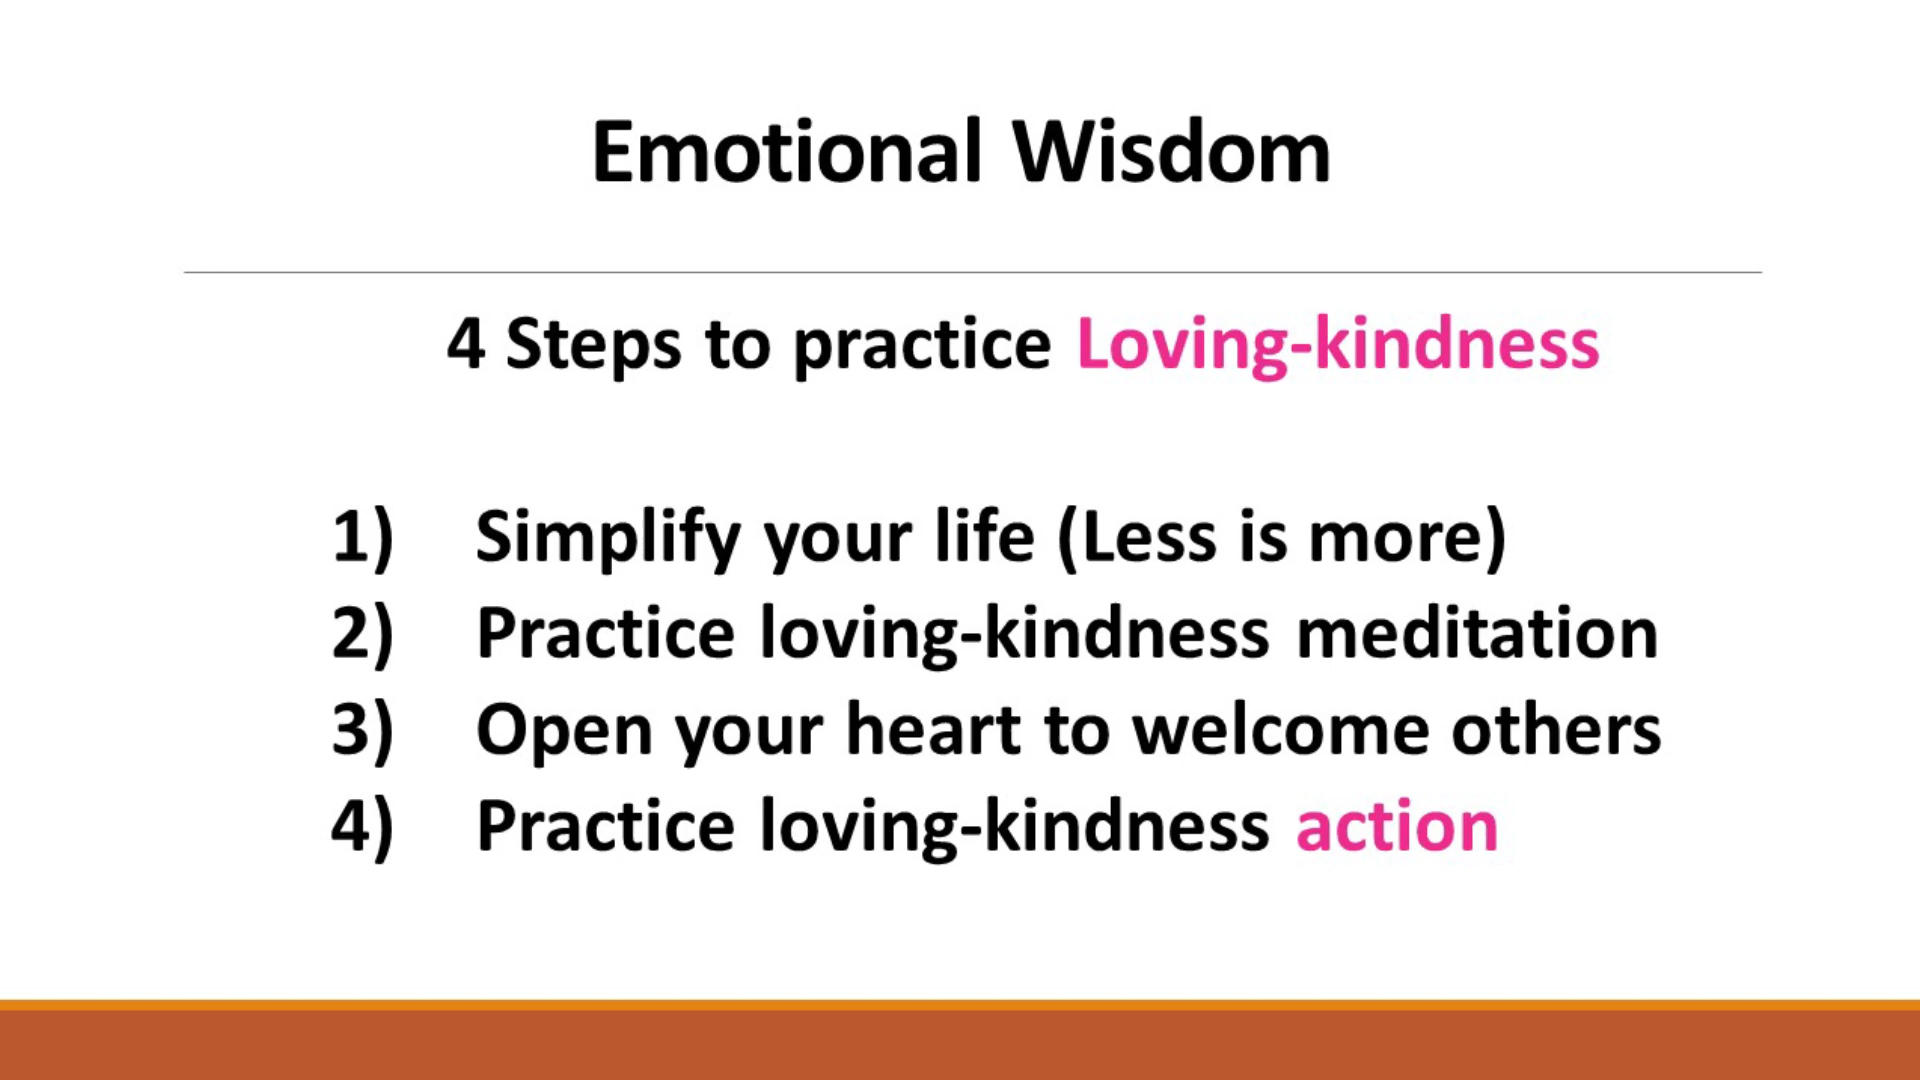 Emotional Wisdom
4 Steps to practice Loving-kindness
1) Simplify your life (Less is more)
2) Practice loving-kindness meditation
3) Open your heart to welcome others
4) Practice loving-kindness action